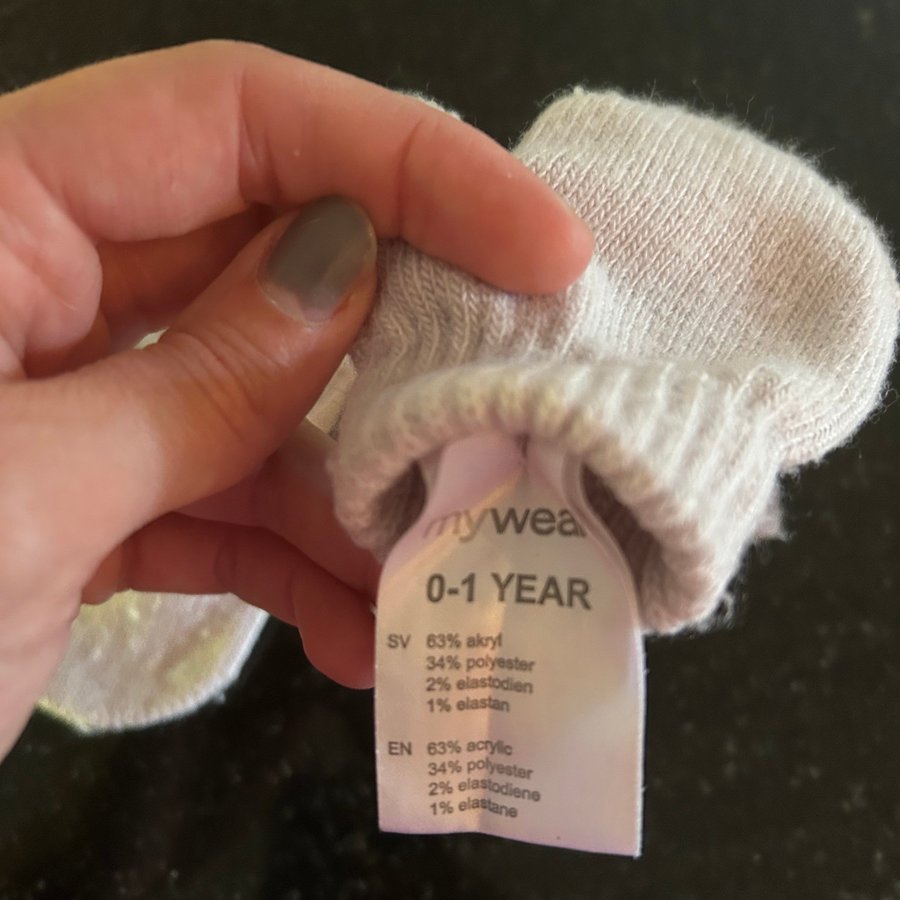 mywear
0-1 YEAR
SV 63% akryl
34% polyester
2% elastodien
1% elastan
EN 63% acrylic
34% polyester
2% elastodiene
1% elastane